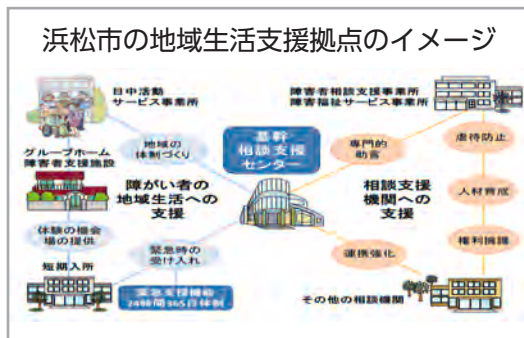 浜松市の地域生活支援拠点のイメージ
日中活動
サービス事業所
障害者相談支援事業所
障害福祉サービス事業所
地域の
体制づくり
基幹
相談支援
センター
専門的
助言
虐待防止
グループホーム
障害者支援施設
障がい者の
地域生活への
支援
相談支援
機関への
支援
人材育成
体験の機会
場の提供
緊急時の
受け入れ
連携強化
権利擁護
短期入所
緊急支援機能
24時間365日体制
その他の相談機関